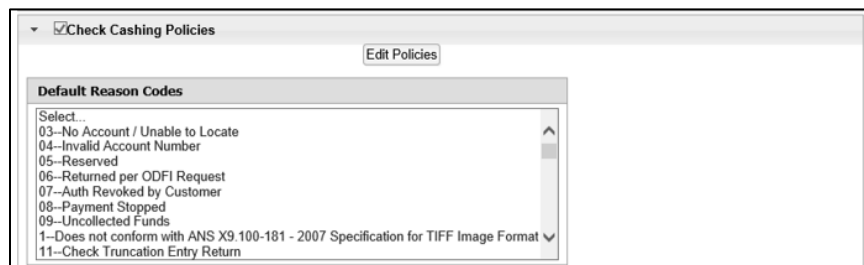 Check Cashing Policies
Edit Policies
Default Reason Codes
Select...
03--No Account / Unable to Locate
04--Invalid Account Number
05--Reserved
06--Returned per ODFI Request
07--Auth Revoked by Customer
08--Payment Stopped
09--Uncollected Funds
1--Does not conform with ANS X9.100-181 - 2007 Specification for TIFF Image Format
11--Check Truncation Entry Return